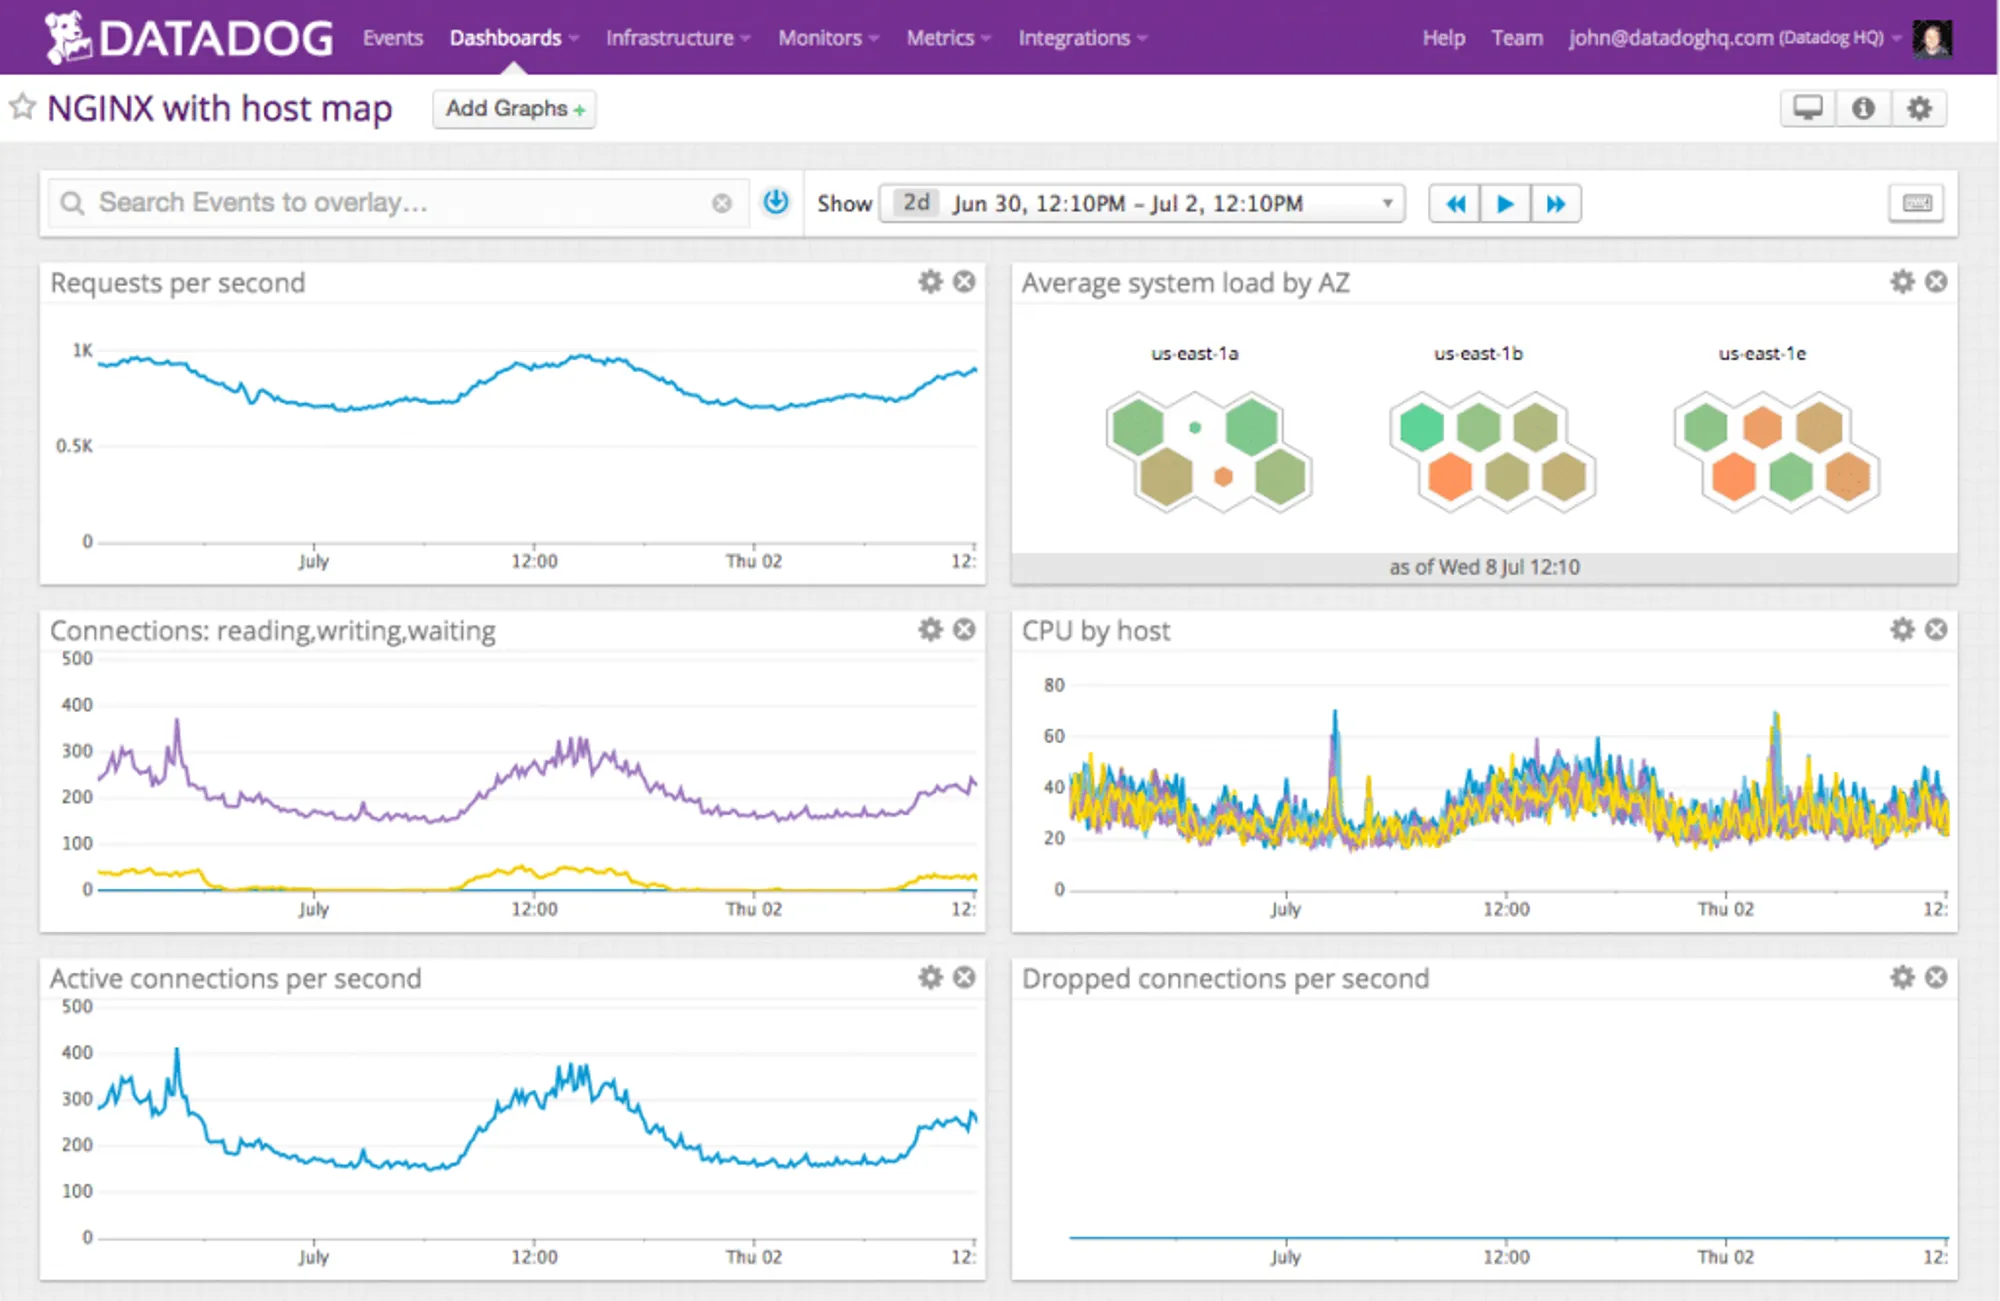 DATADOG Events Dashboards Infrastructure Monitors Metrics Integrations Help Team john@datadoghq.com (Datadog HQ)
NGINX with host map Add Graphs +
Search Events to overlay... Show 2d Jun 30, 12:10PM – Jul 2, 12:10PM
Requests per second
1K
0.5K
0
July 12:00 Thu 02 12:
Average system load by AZ
us-east-1a us-east-1b us-east-1e
as of Wed 8 Jul 12:10
Connections: reading,writing,waiting
500
400
300
200
100
0
July 12:00 Thu 02 12:
CPU by host
80
60
40
20
0
July 12:00 Thu 02 12:
Active connections per second
500
400
300
200
100
0
July 12:00 Thu 02 12:
Dropped connections per second
July 12:00 Thu 02 12: